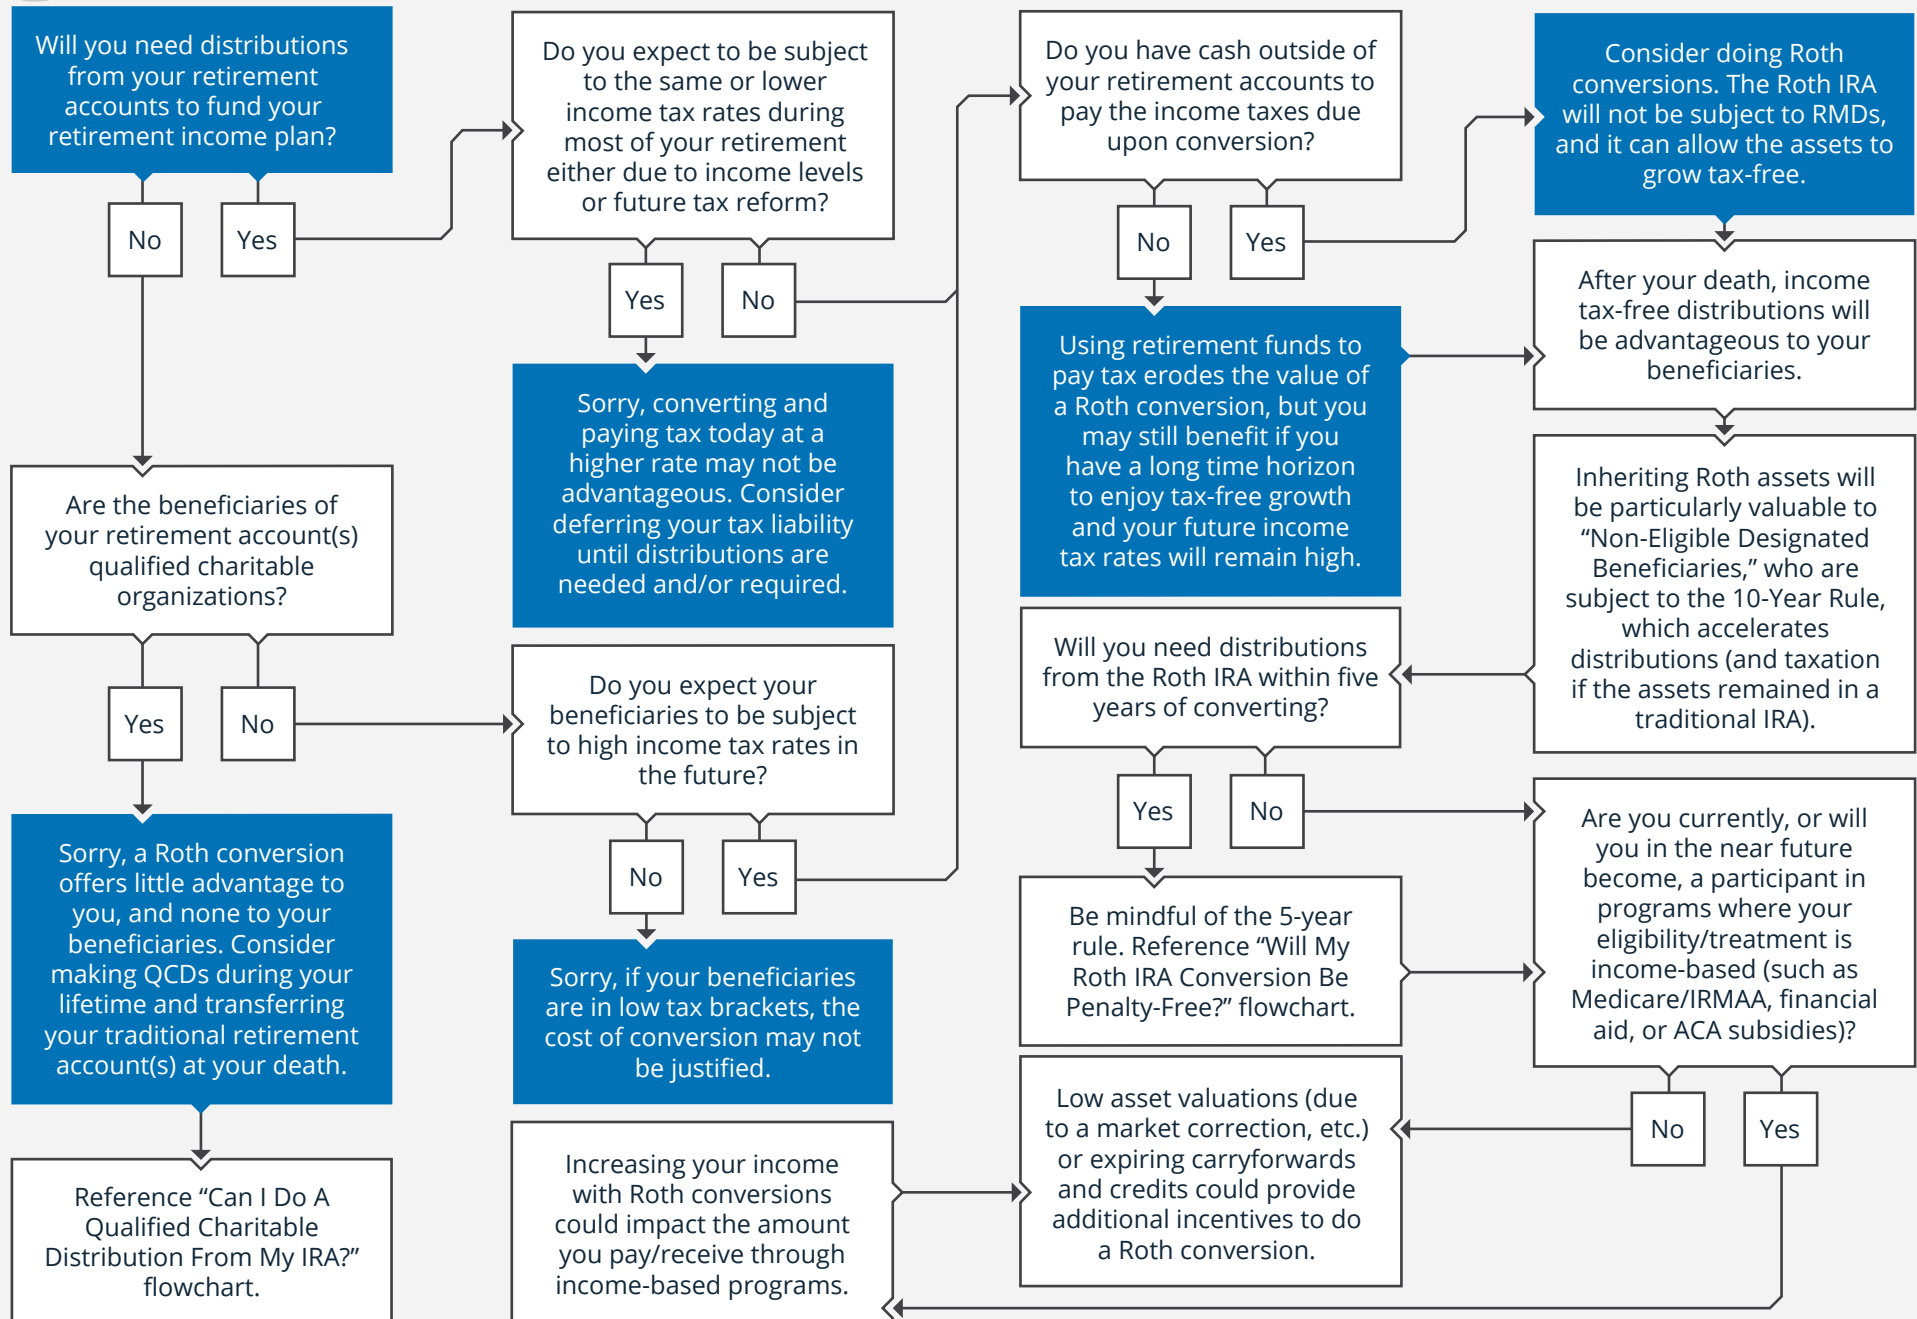 Will you need distributions
from your retirement
accounts to fund your
retirement income plan?
No
Yes
Do you expect to be subject
to the same or lower
income tax rates during
most of your retirement
either due to income levels
or future tax reform?
Yes
No
Sorry, converting and
paying tax today at a
higher rate may not be
advantageous. Consider
deferring your tax liability
until distributions are
needed and/or required.
Are the beneficiaries of
your retirement account(s)
qualified charitable
organizations?
Yes
No
Sorry, a Roth conversion
offers little advantage to
you, and none to your
beneficiaries. Consider
making QCDs during your
lifetime and transferring
your traditional retirement
account(s) at your death.
Reference “Can I Do A
Qualified Charitable
Distribution From My IRA?”
flowchart.
Do you expect your
beneficiaries to be subject
to high income tax rates in
the future?
No
Yes
Sorry, if your beneficiaries
are in low tax brackets, the
cost of conversion may not
be justified.
Do you have cash outside of
your retirement accounts to
pay the income taxes due
upon conversion?
No
Yes
Using retirement funds to
pay tax erodes the value of
a Roth conversion, but you
may still benefit if you
have a long time horizon
to enjoy tax-free growth
and your future income
tax rates will remain high.
Consider doing Roth
conversions. The Roth IRA
will not be subject to RMDs,
and it can allow the assets to
grow tax-free.
After your death, income
tax-free distributions will
be advantageous to your
beneficiaries.
Inheriting Roth assets will
be particularly valuable to
“Non-Eligible Designated
Beneficiaries,” who are
subject to the 10-Year Rule,
which accelerates
distributions (and taxation
if the assets remained in a
traditional IRA).
Will you need distributions
from the Roth IRA within five
years of converting?
Yes
No
Be mindful of the 5-year
rule. Reference “Will My
Roth IRA Conversion Be
Penalty-Free?” flowchart.
Are you currently, or will
you in the near future
become, a participant in
programs where your
eligibility/treatment is
income-based (such as
Medicare/IRMAA, financial
aid, or ACA subsidies)?
No
Yes
Increasing your income
with Roth conversions
could impact the amount
you pay/receive through
income-based programs.
Low asset valuations (due
to a market correction, etc.)
or expiring carryforwards
and credits could provide
additional incentives to do
a Roth conversion.